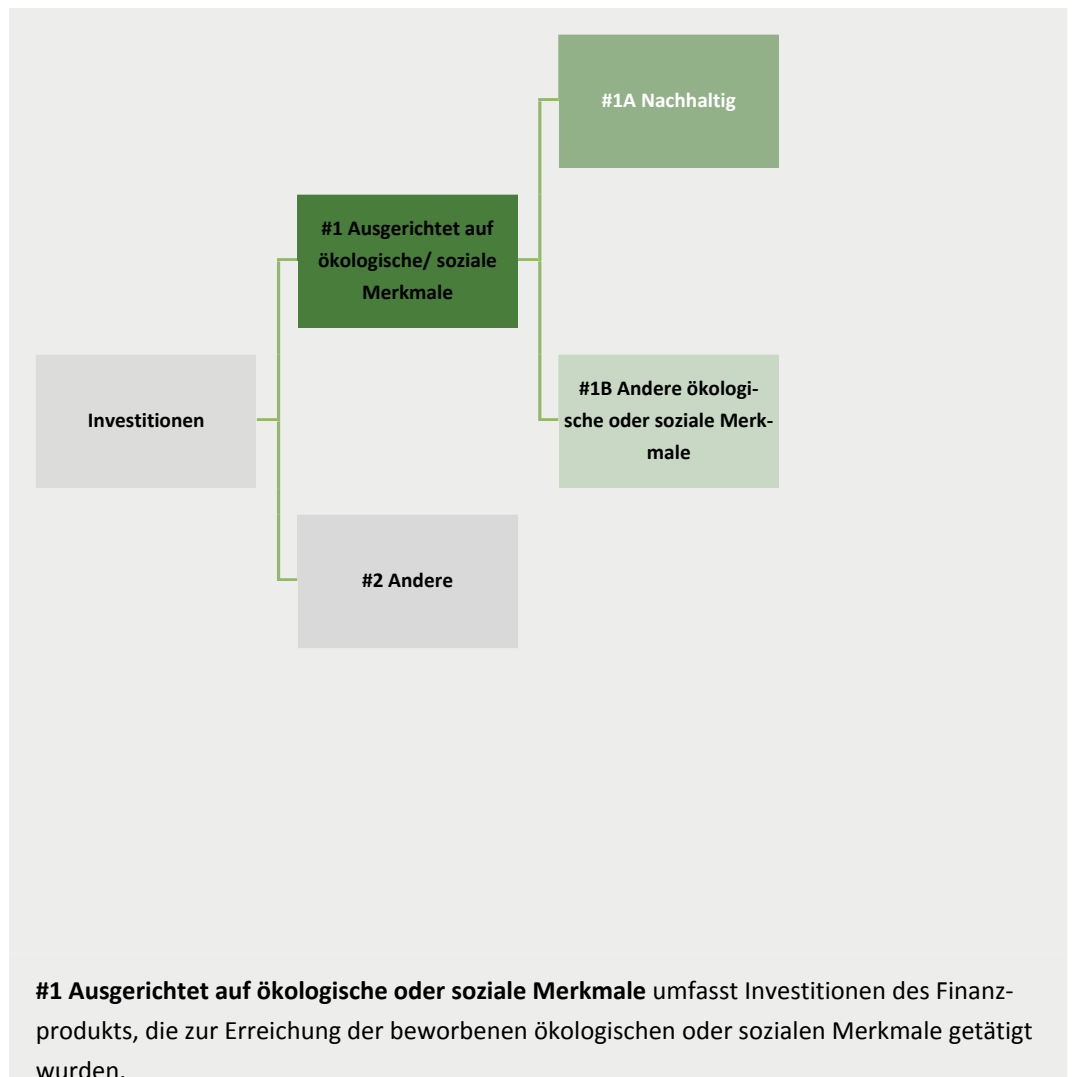 #1A Nachhaltig
#1 Ausgerichtet auf
ökologische/ soziale
Merkmale
#1B Andere ökologi-
sche oder soziale Merk-
male
Investitionen
#2 Andere
#1 Ausgerichtet auf ökologische oder soziale Merkmale umfasst Investitionen des Finanz-
produkts, die zur Erreichung der beworbenen ökologischen oder sozialen Merkmale getätigt
wurden.